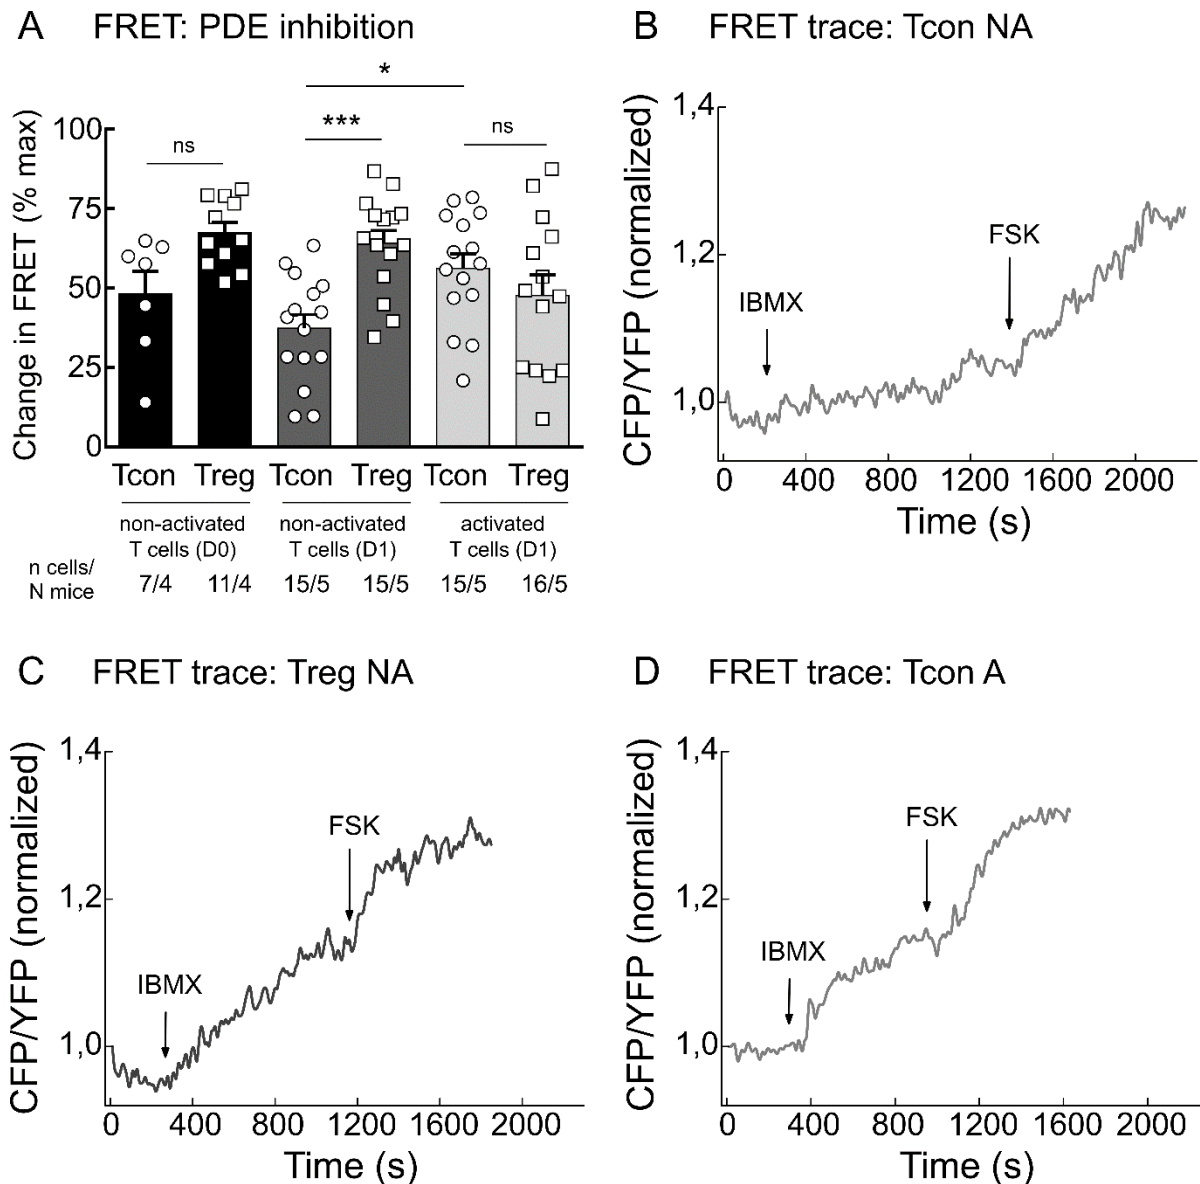 A FRET: PDE inhibition
*
***
ns
ns
Change in FRET (% max)
100
75
50
25
0
Tcon Treg Tcon Treg Tcon Treg
non-activated T cells (D0)
non-activated T cells (D1)
activated T cells (D1)
n cells/
N mice
7/4 11/4 15/5 15/5 15/5 16/5
B FRET trace: Tcon NA
CFP/YFP (normalized)
1,4
1,2
1,0
IBMX
FSK
0 400 800 1200 1600 2000
Time (s)
C FRET trace: Treg NA
CFP/YFP (normalized)
1,4
1,2
1,0
IBMX
FSK
0 400 800 1200 1600 2000
Time (s)
D FRET trace: Tcon A
CFP/YFP (normalized)
1,4
1,2
1,0
IBMX
FSK
0 400 800 1200 1600 2000
Time (s)